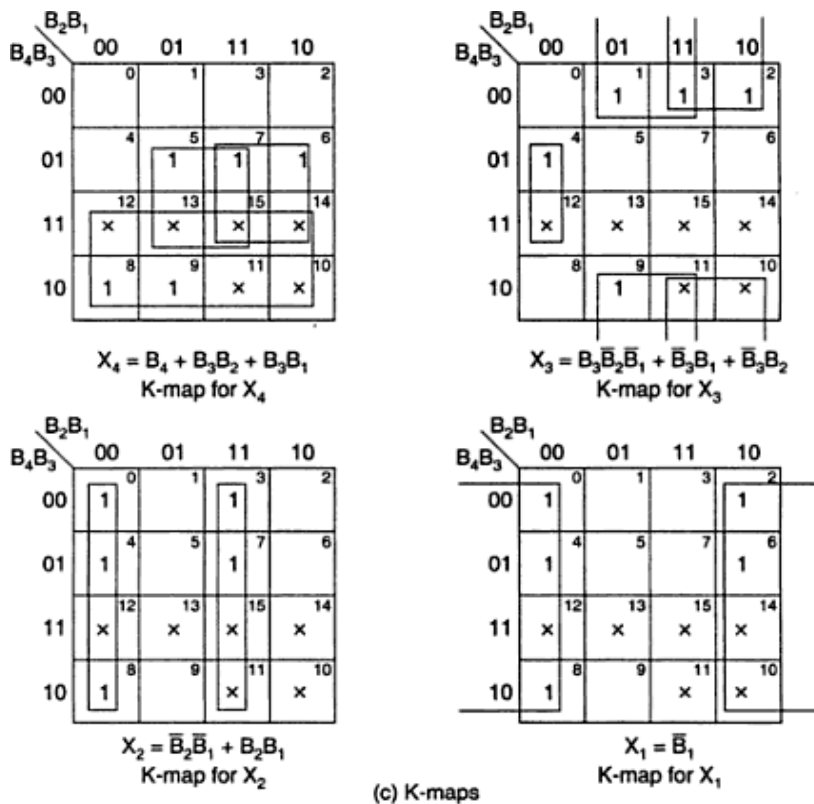 B₂B₁
B₄B₃ 00 01 11 10
0 1 3 2
00
4 5 7 6
01 1 1 1
12 13 15 14
11 × × × ×
8 9 11 10
10 1 1 × ×
X₄ = B₄ + B₃B₂ + B₃B₁
K-map for X₄
B₂B₁
B₄B₃ 00 01 11 10
0 1 3 2
00 1 1 1
4 5 7 6
01 1
12 13 15 14
11 × × × ×
8 9 11 10
10 1 × ×
X₃ = B₃B̅₂B̅₁ + B̅₃B₁ + B̅₃B₂
K-map for X₃
B₂B₁
B₄B₃ 00 01 11 10
0 1 3 2
00 1 1
4 5 7 6
01 1 1
12 13 15 14
11 × × × ×
8 9 11 10
10 1 × ×
X₂ = B̅₂B̅₁ + B₂B₁
K-map for X₂
B₂B₁
B₄B₃ 00 01 11 10
0 1 3 2
00 1 1
4 5 7 6
01 1 1
12 13 15 14
11 × × × ×
8 9 11 10
10 1 × ×
X₁ = B̅₁
K-map for X₁
(c) K-maps